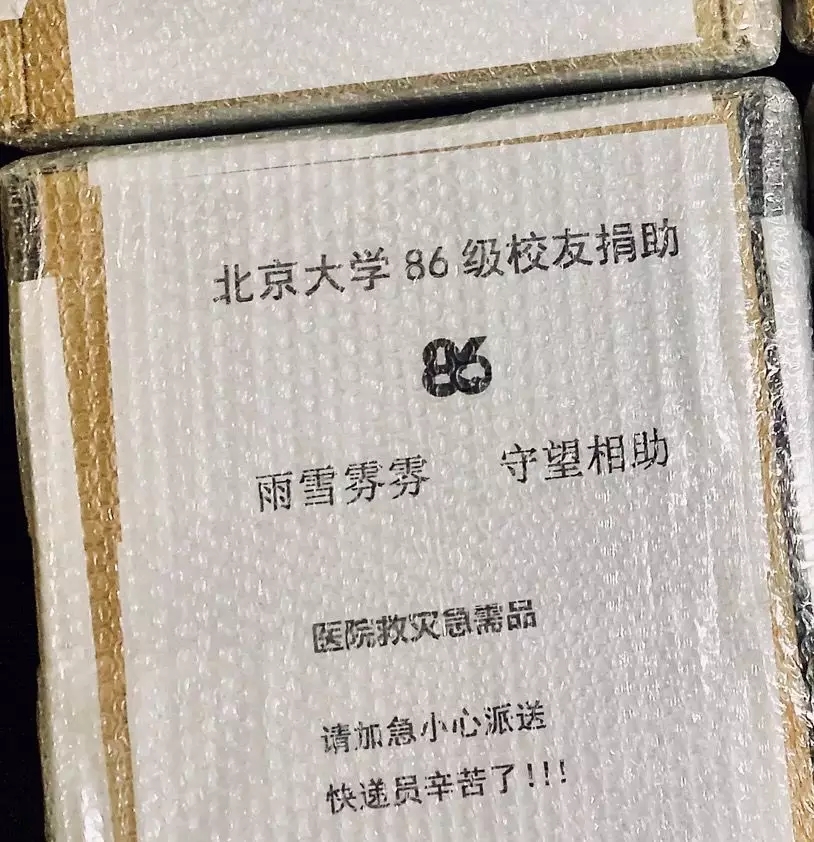 北京大学 86 级校友捐助
86
雨雪雰雰 守望相助
医院救灾急需品
请加急小心派送
快递员辛苦了!!!